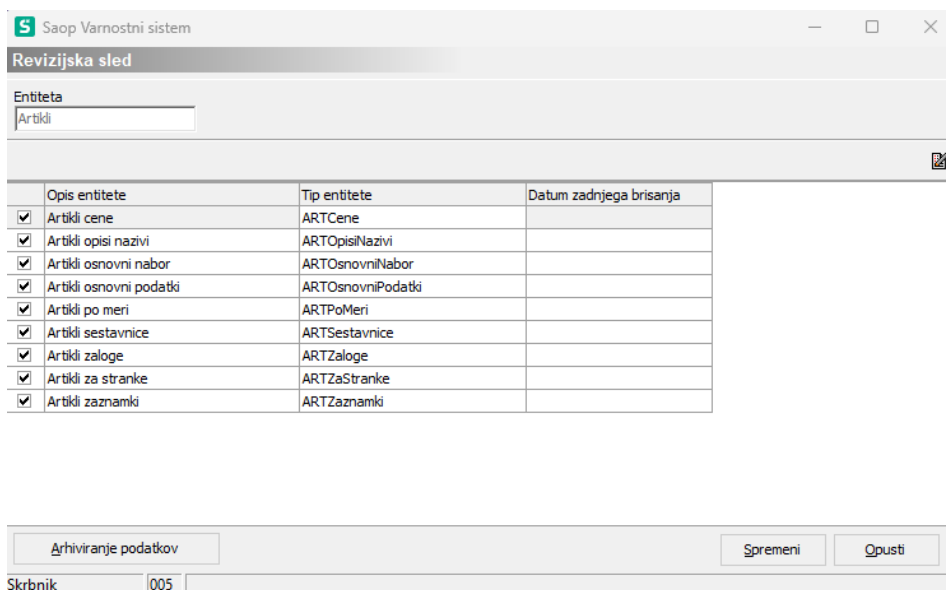 S Saop Varnostni sistem
Revizijska sled
Entiteta
Artikli
Opis entitete Tip entitete Datum zadnjega brisanja
Artikli cene ARTCene
Artikli opisi nazivi ARTOpisiNazivi
Artikli osnovni nabor ARTOsnovniNabor
Artikli osnovni podatki ARTOsnovniPodatki
Artikli po meri ARTPoMeri
Artikli sestavnice ARTSestavnice
Artikli zaloge ARTZaloge
Artikli za stranke ARTZaStranke
Artikli zaznamki ARTZaznamki
Arhiviranje podatkov Spremeni Opusti
Skrbnik 005